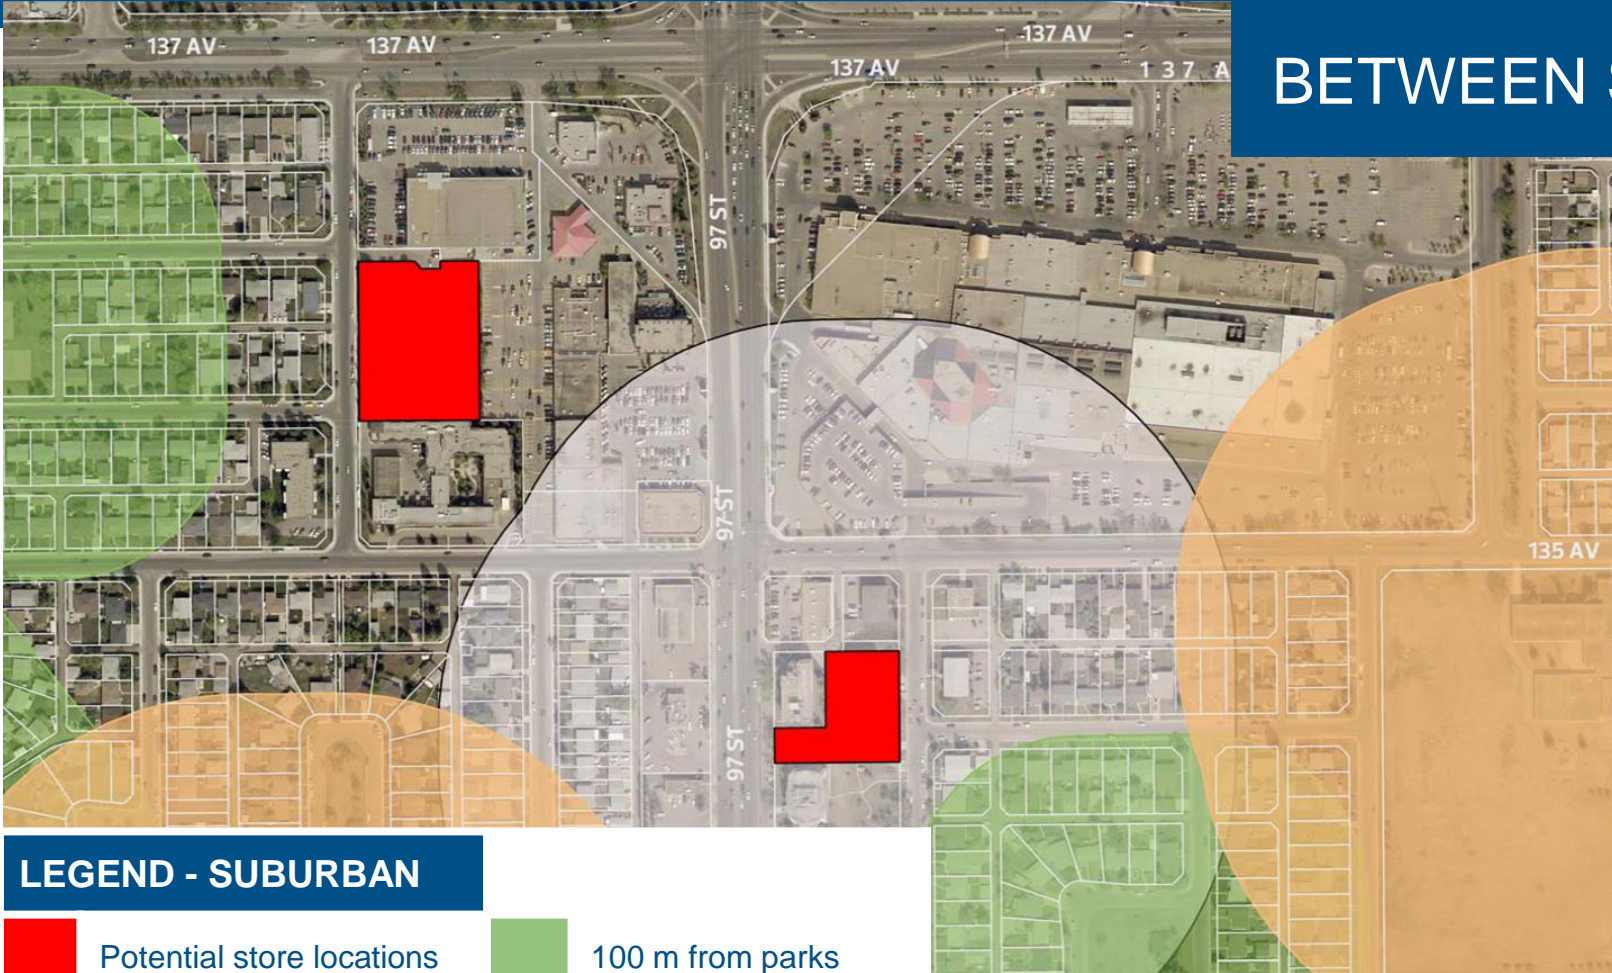 137 AV
137 AV
137 AV
137 AV
1 3 7 A
BETWEEN
97 ST
97 ST
135 AV
97 ST
LEGEND - SUBURBAN
Potential store locations
100 m from parks